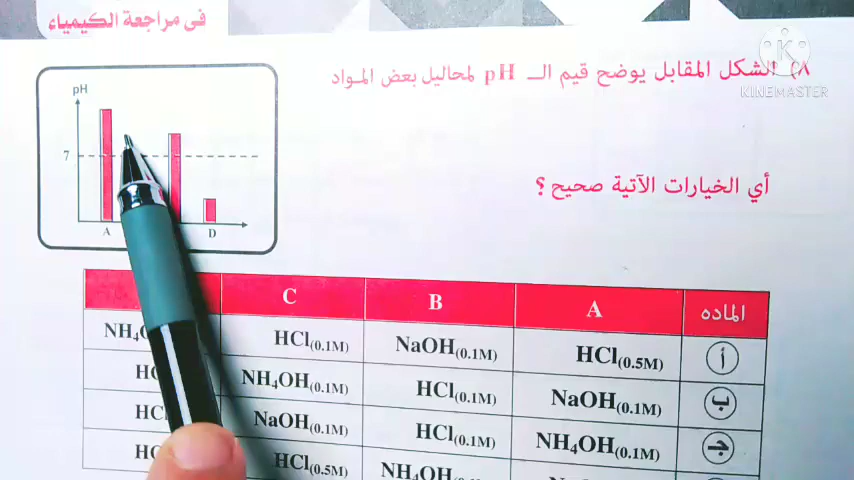 فى مراجعة الكيمياء
KINEMASTER
٨) الشكل المقابل يوضح قيم الـ pH لمحاليل بعض المواد
pH
7
A
D
أي الخيارات الآتية صحيح ؟
الماده A B C
أ HCl(0.5M) NaOH(0.1M) HCl(0.1M)
ب NaOH(0.1M) HCl(0.1M) NH₄OH(0.1M)
جـ NH₄OH(0.1M) HCl(0.1M) NaOH(0.1M)
HCl(0.5M)